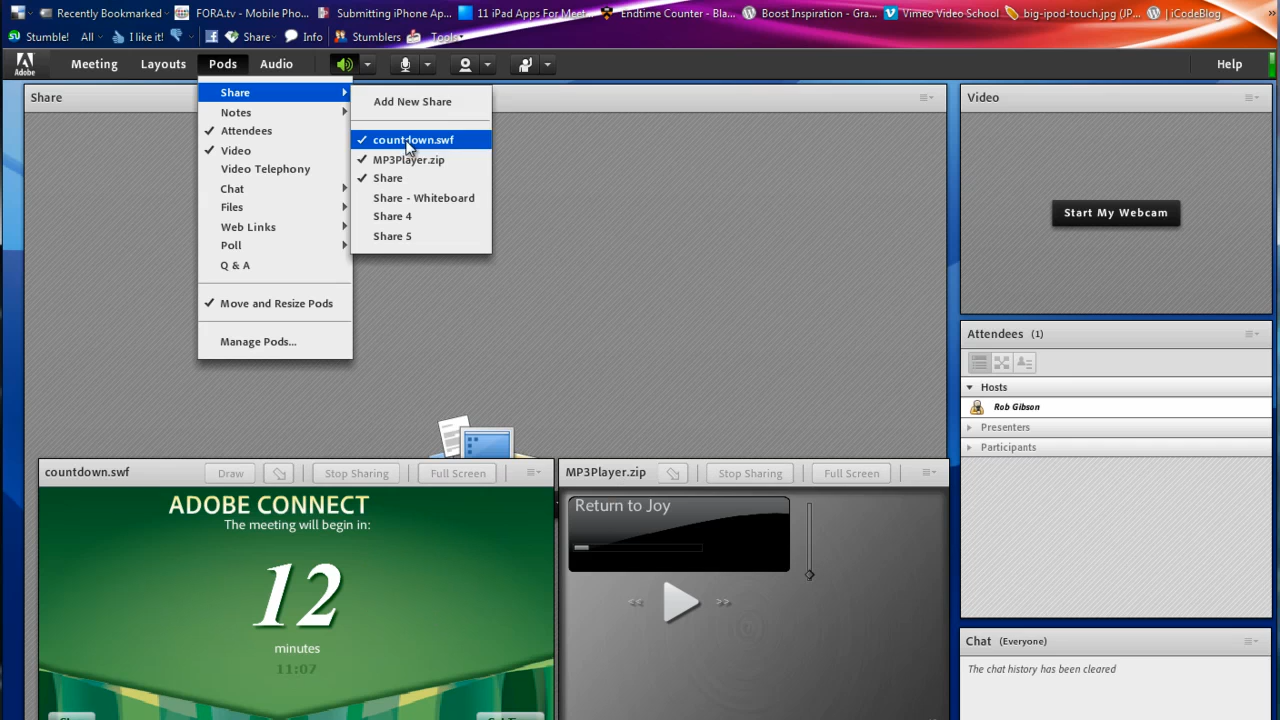 Recently Bookmarked
FORA.tv - Mobile Pho...
Submitting iPhone Ap...
11 iPad Apps For Meet...
Endtime Counter - Bla...
Boost Inspiration - Gra...
Vimeo Video School
big-ipod-touch.jpg (JP...
iCodeBlog
»
Stumble!
All
I like it!
Share
Info
Stumblers
Tools
Adobe
Meeting
Layouts
Pods
Audio
Help
Share
Share
Notes
Attendees
Video
Video Telephony
Chat
Files
Web Links
Poll
Q & A
Move and Resize Pods
Manage Pods...
Add New Share
countdown.swf
MP3Player.zip
Share
Share - Whiteboard
Share 4
Share 5
Video
Start My Webcam
Attendees (1)
Hosts
Rob Gibson
Presenters
Participants
countdown.swf
Draw
Stop Sharing
Full Screen
ADOBE CONNECT
The meeting will begin in:
12
minutes
11:07
MP3Player.zip
Stop Sharing
Full Screen
Return to Joy
<<
>>
Chat (Everyone)
The chat history has been cleared